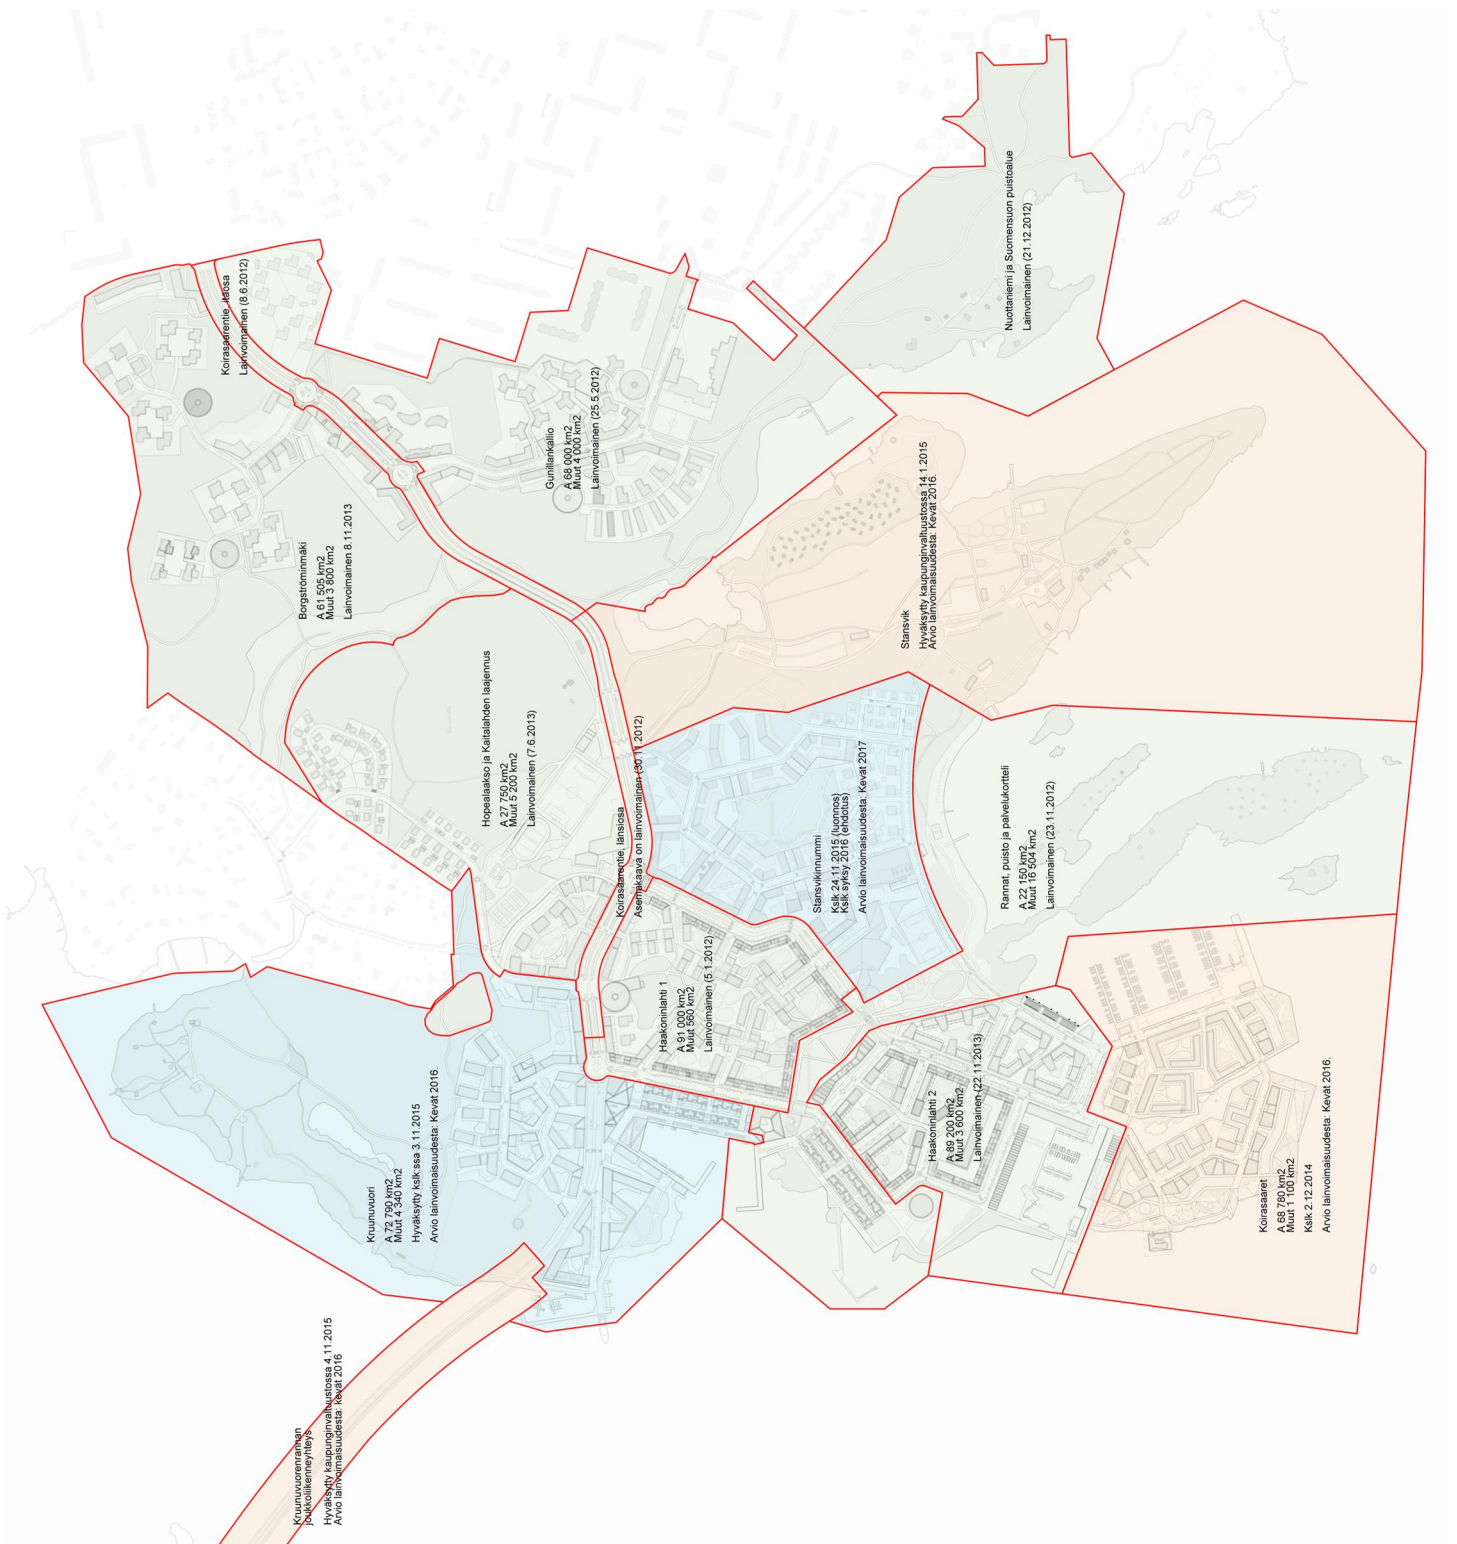 Koirasaarentie, itäosa
Lainvoimainen (8.6.2012)
Nuottaniemi ja Suomensuon puistoalue
Lainvoimainen (21.12.2012)
Gunillankallio
A 68 000 km2
Muut 4 000 km2
Lainvoimainen (25.5.2012)
Borgströminmäki
A 61 505 km2
Muut 3 800 km2
Lainvoimainen 8.11.2013
Stansvik
Hyväksytty kaupunginvaltuustossa 14.1.2015
Arvio lainvoimaisuudesta: Kevät 2016.
Hopealaakso ja Kaitalahden laajennus
A 27 750 km2
Muut 5 200 km2
Lainvoimainen (7.6.2013)
Koirasaarentie, länsiosa
Asemakaava on lainvoimainen (30.11.2012)
Stansvikinnummi
Kslk 24.11.2015 (luonnos)
Kslk syksy 2016 (ehdotus)
Arvio lainvoimaisuudesta: Kevät 2017
Rannat, puisto ja palvelukortteli
A 22 150 km2
Muut 16 504 km2
Lainvoimainen (23.11.2012)
Haakoninlahti 1
A 91 000 km2
Muut 560 km2
Lainvoimainen (5.1.2012)
Haakoninlahti 2
A 89 200 km2
Muut 3 600 km2
Lainvoimainen (22.11.2013)
Kruunuvuori
A 72 790 km2
Muut 4 340 km2
Hyväksytty kslk:ssa 3.11.2015
Arvio lainvoimaisuudesta: Kevät 2016.
Koirasaaret
A 68 780 km2
Muut 1 100 km2
Kslk 2.12.2014
Arvio lainvoimaisuudesta: Kevät 2016.
Kruunuvuorenrannan
joukkoliikenneyhteys
Hyväksytty kaupunginvaltuustossa 4.11.2015
Arvio lainvoimaisuudesta: kevät 2016